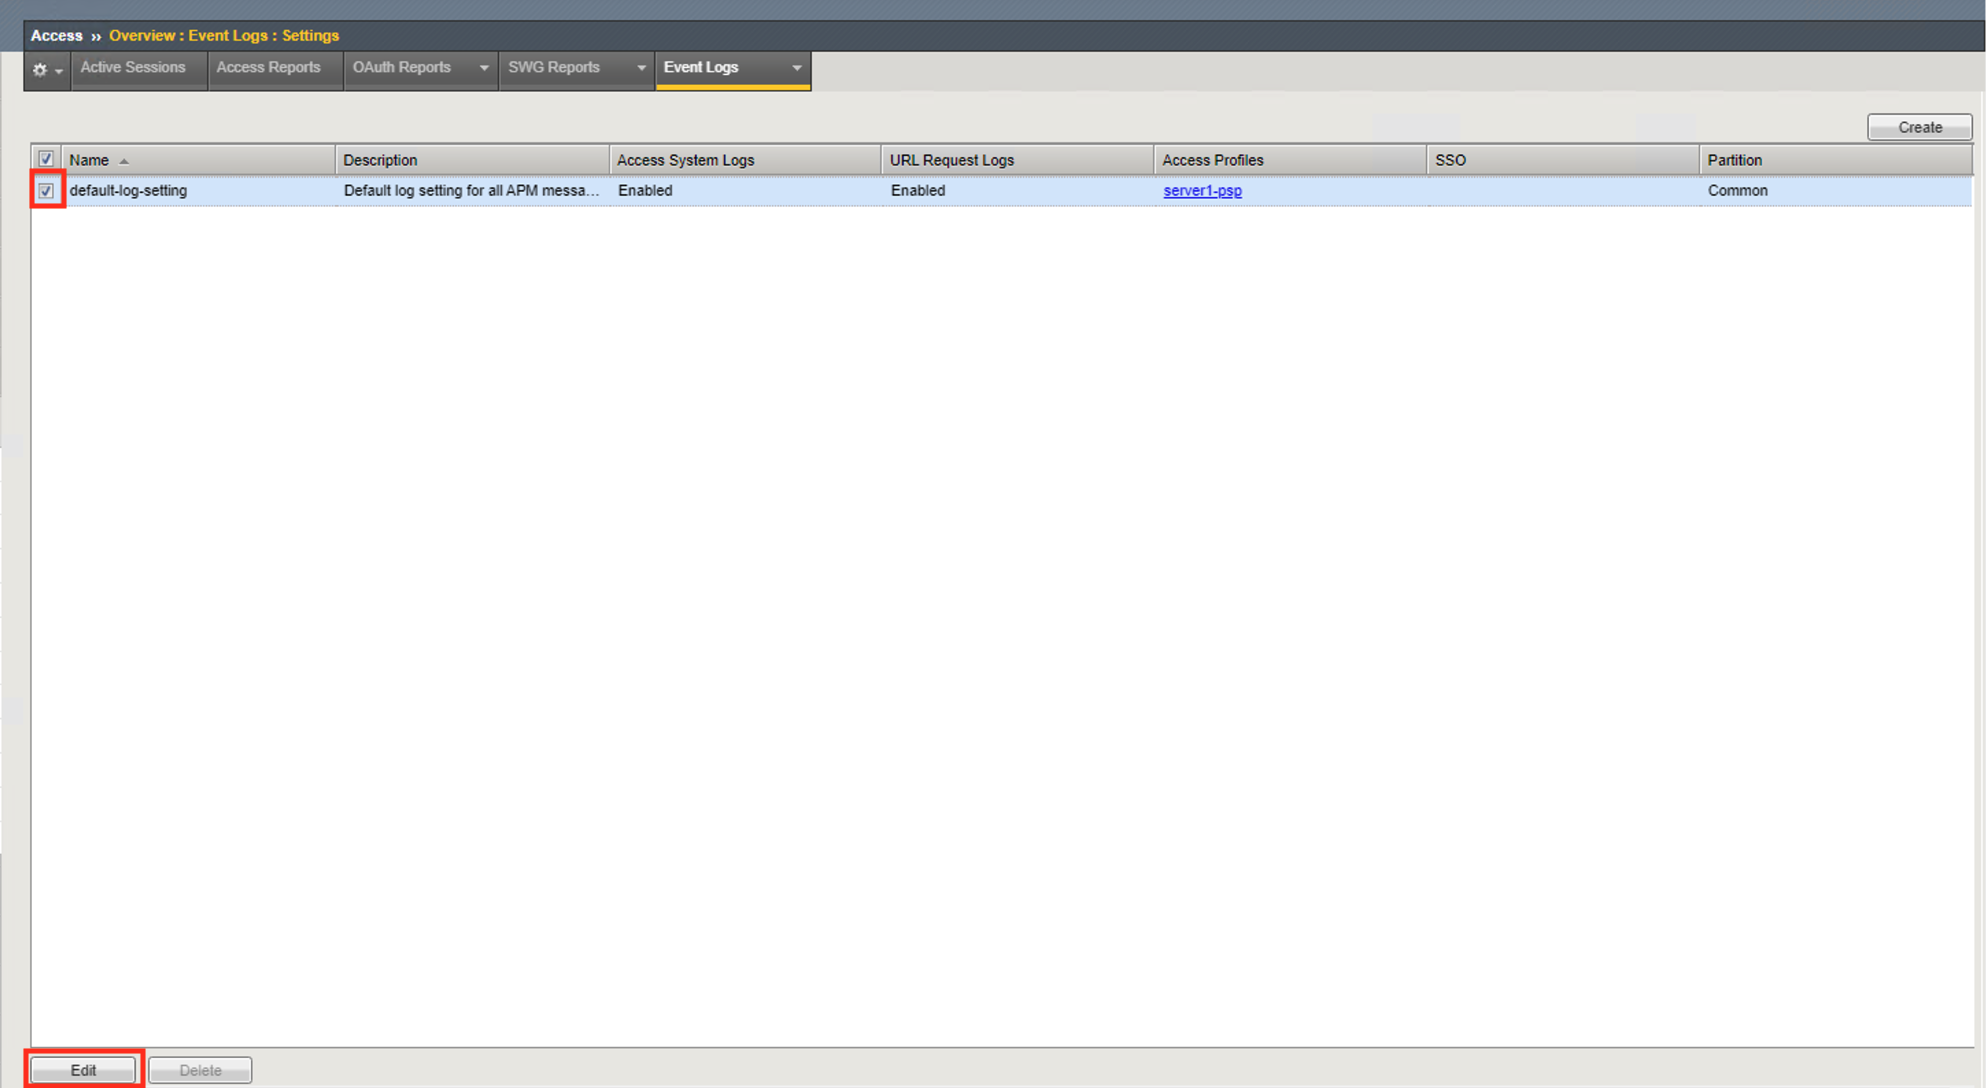 Access ›› Overview : Event Logs : Settings
Active Sessions Access Reports OAuth Reports SWG Reports Event Logs
Create
Name Description Access System Logs URL Request Logs Access Profiles SSO Partition
default-log-setting Default log setting for all APM messa... Enabled Enabled server1-psp Common
Edit Delete